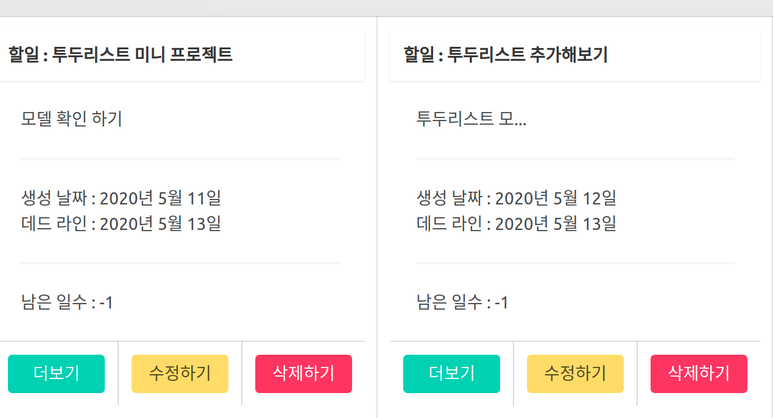 할일 : 투두리스트 미니 프로젝트
모델 확인 하기
생성 날짜 : 2020년 5월 11일
데드 라인 : 2020년 5월 13일
남은 일수 : -1
더보기
수정하기
삭제하기
할일 : 투두리스트 추가해보기
투두리스트 모...
생성 날짜 : 2020년 5월 12일
데드 라인 : 2020년 5월 13일
남은 일수 : -1
더보기
수정하기
삭제하기